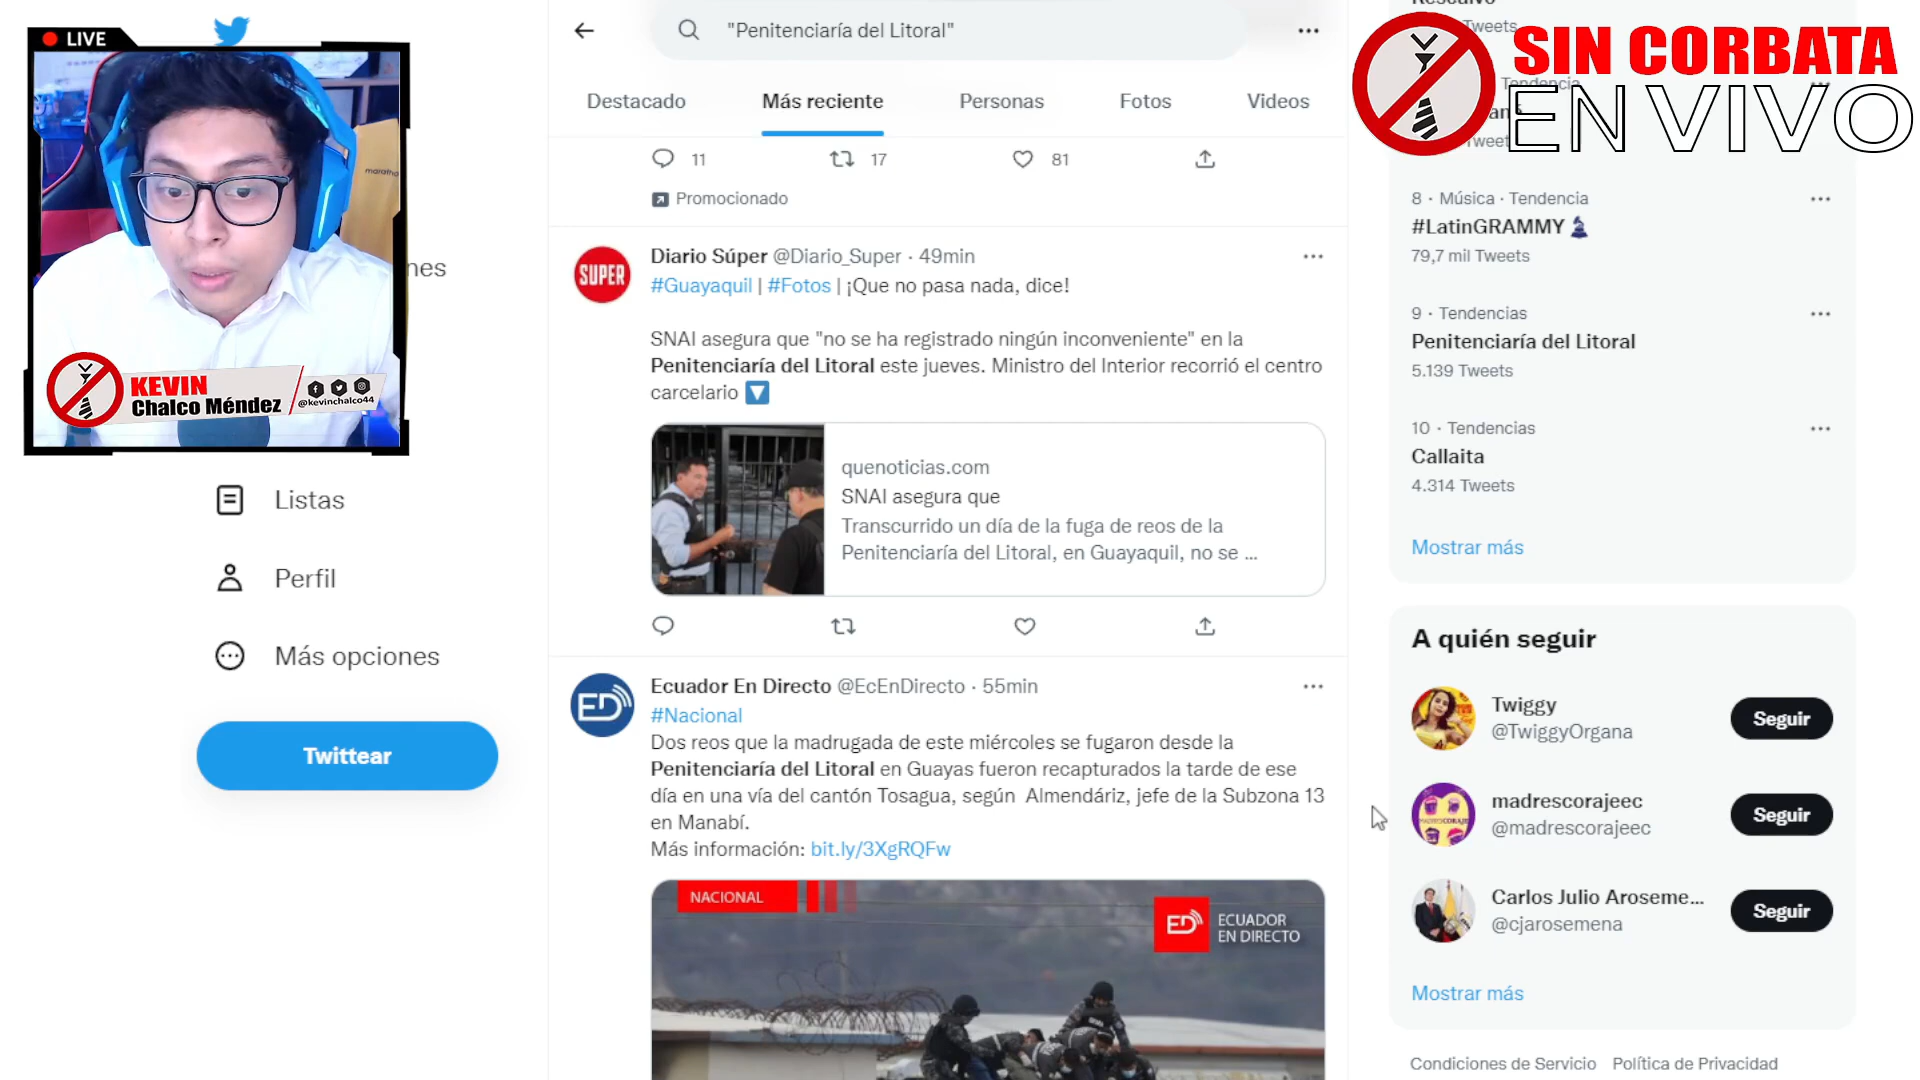 LIVE
maratho
KEVIN
Chalco Méndez
@kevinchalco44
nes
Listas
Perfil
Más opciones
Twittear
"Penitenciaría del Litoral"
Destacado
Más reciente
Personas
Fotos
Videos
11
17
81
Promocionado
SUPER
Diario Súper @Diario_Super · 49min
#Guayaquil | #Fotos | ¡Que no pasa nada, dice!
SNAI asegura que "no se ha registrado ningún inconveniente" en la
Penitenciaría del Litoral este jueves. Ministro del Interior recorrió el centro
carcelario
quenoticias.com
SNAI asegura que
Transcurrido un día de la fuga de reos de la
Penitenciaría del Litoral, en Guayaquil, no se ...
ED
Ecuador En Directo @EcEnDirecto · 55min
#Nacional
Dos reos que la madrugada de este miércoles se fugaron desde la
Penitenciaría del Litoral en Guayas fueron recapturados la tarde de ese
día en una vía del cantón Tosagua, según  Almendáriz, jefe de la Subzona 13
en Manabí.
Más información: bit.ly/3XgRQFw
NACIONAL
ED
ECUADOR
EN DIRECTO
SIN CORBATA
EN VIVO
Tweets
Tendencia
8 · Música · Tendencia
#LatinGRAMMY
79,7 mil Tweets
9 · Tendencias
Penitenciaría del Litoral
5.139 Tweets
10 · Tendencias
Callaita
4.314 Tweets
Mostrar más
A quién seguir
Twiggy
@TwiggyOrgana
Seguir
madrescorajeec
@madrescorajeec
Seguir
Carlos Julio Aroseme...
@cjarosemena
Seguir
Mostrar más
Condiciones de Servicio
Política de Privacidad